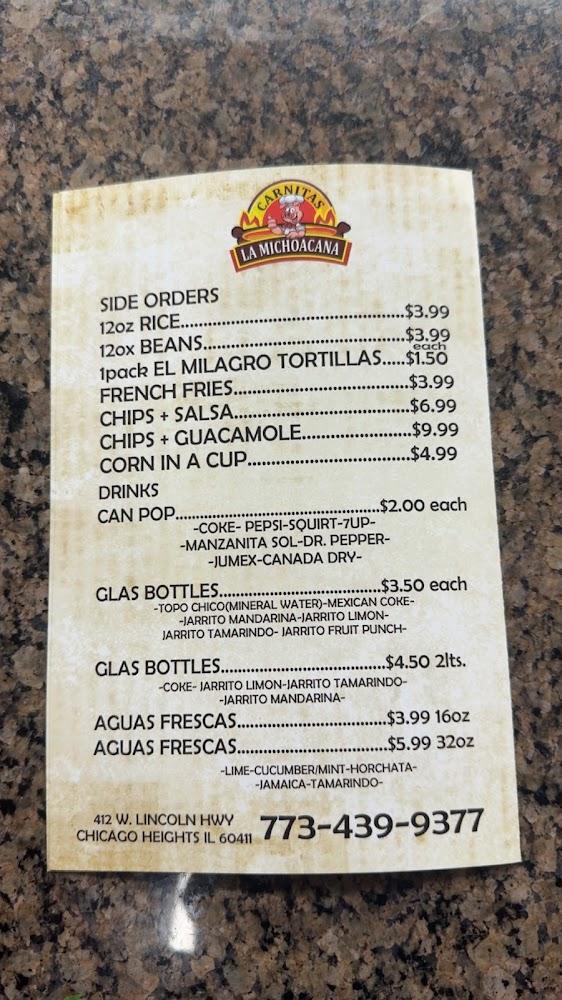 CARNITAS
LA MICHOACANA
SIDE ORDERS
12oz RICE.......................................$3.99
12ox BEANS...................................$3.99
each
1pack EL MILAGRO TORTILLAS....$1.50
FRENCH FRIES...............................$3.99
CHIPS + SALSA...............................$6.99
CHIPS + GUACAMOLE...................$9.99
CORN IN A CUP............................$4.99
DRINKS
CAN POP.....................................$2.00 each
-COKE- PEPSI-SQUIRT-7UP-
-MANZANITA SOL-DR. PEPPER-
-JUMEX-CANADA DRY-
GLAS BOTTLES.............................$3.50 each
-TOPO CHICO(MINERAL WATER)-MEXICAN COKE-
-JARRITO MANDARINA-JARRITO LIMON-
JARRITO TAMARINDO- JARRITO FRUIT PUNCH-
GLAS BOTTLES.............................$4.50 2lts.
-COKE- JARRITO LIMON-JARRITO TAMARINDO-
-JARRITO MANDARINA-
AGUAS FRESCAS..........................$3.99 16oz
AGUAS FRESCAS..........................$5.99 32oz
-LIME-CUCUMBER/MINT-HORCHATA-
-JAMAICA-TAMARINDO-
412 W. LINCOLN HWY
CHICAGO HEIGHTS IL 60411
773-439-9377